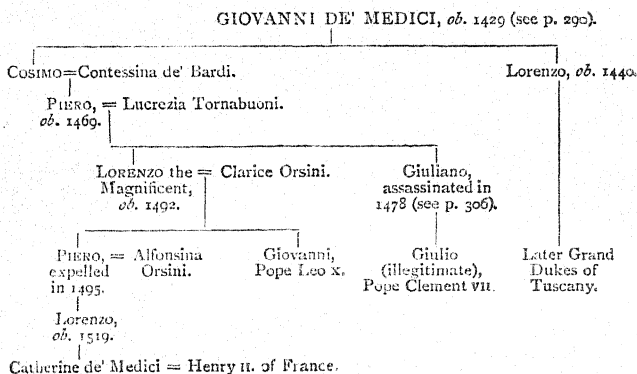 GIOVANNI DE' MEDICI, ob. 1429 (see p. 290).
COSIMO=Contessina de' Bardi.
Lorenzo, ob. 1440.
PIERO, = Lucrezia Tornabuoni.
ob. 1469.
LORENZO the = Clarice Orsini.
Magnificent,
ob. 1492.
Giuliano,
assassinated in
1478 (see p. 306).
PIERO, = Alfonsina
expelled Orsini.
in 1495.
Giovanni,
Pope Leo X.
Giulio
(illegitimate),
Pope Clement VII.
Later Grand
Dukes of
Tuscany.
Lorenzo,
ob. 1519.
Catherine de' Medici = Henry II. of France.